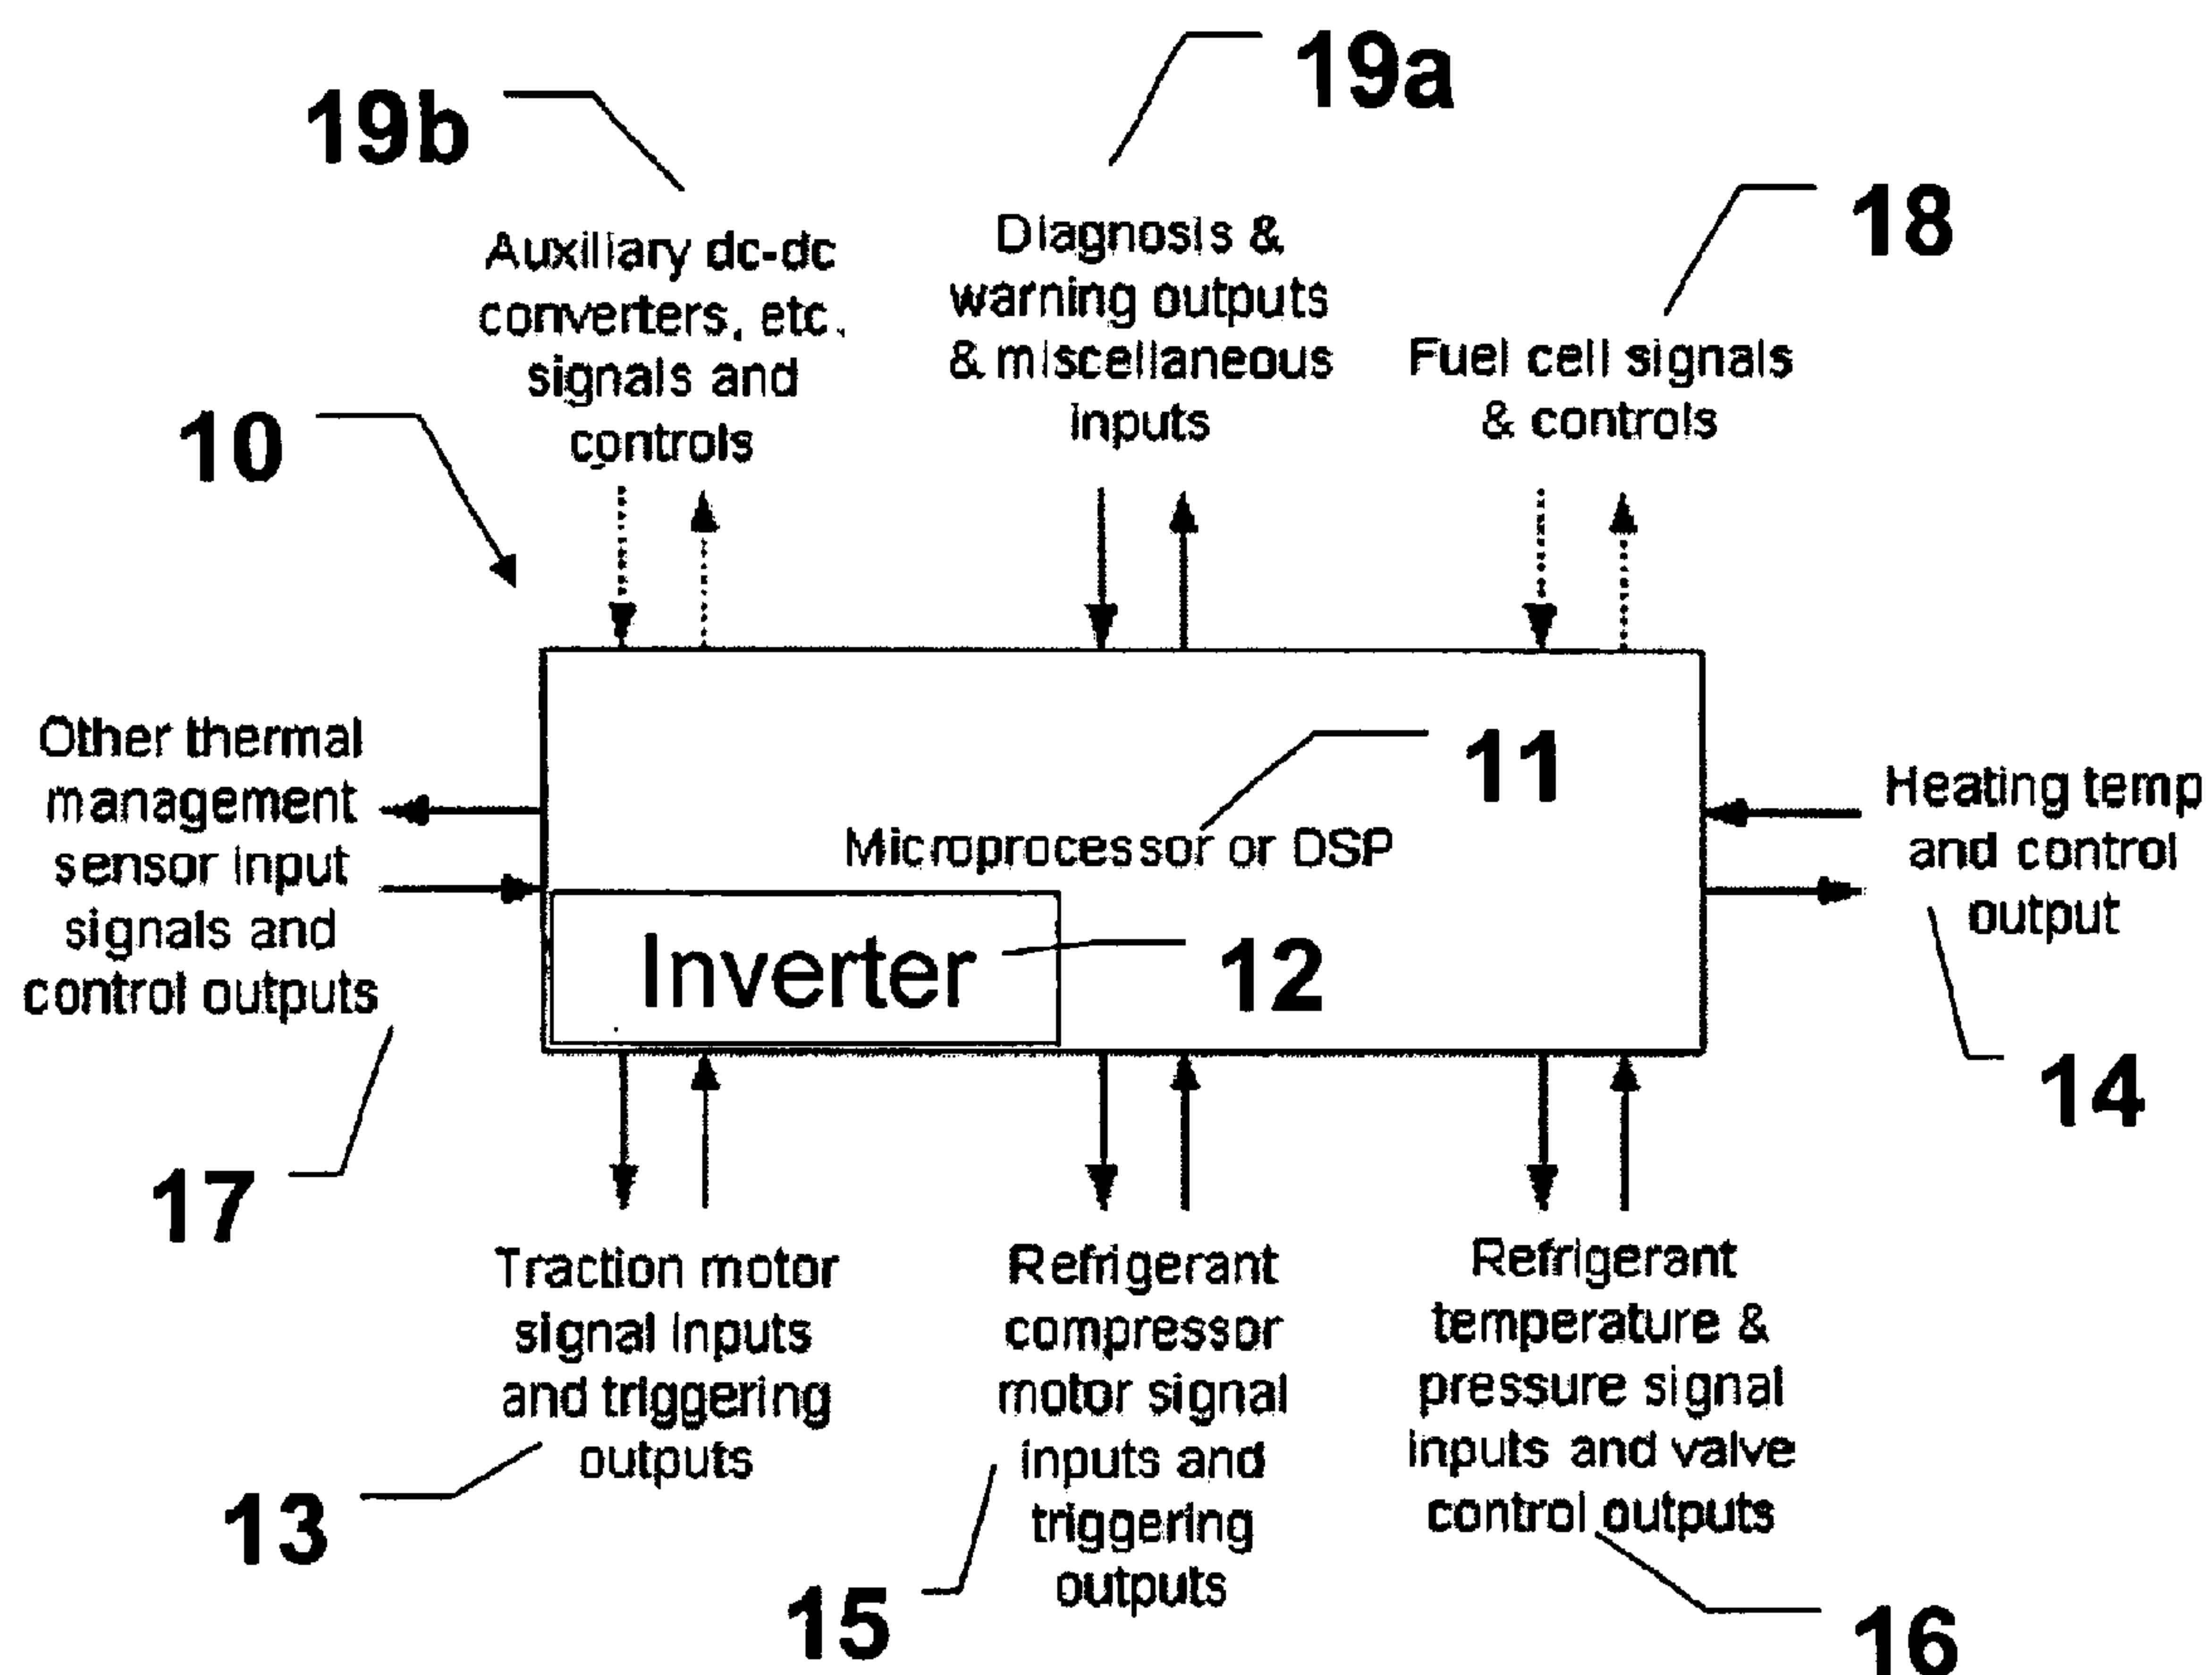 19a
19b
18
Auxiliary dc-dc
converters, etc.
signals and
controls
Diagnosis &
warning outputs
& miscellaneous
inputs
Fuel cell signals
& controls
10
Other thermal
management
sensor input
signals and
control outputs
17
11
Microprocessor or DSP
Inverter
12
Heating temp
and control
output
14
Traction motor
signal inputs
and triggering
outputs
13
Refrigerant
compressor
motor signal
inputs and
triggering
outputs
15
Refrigerant
temperature &
pressure signal
inputs and valve
control outputs
16